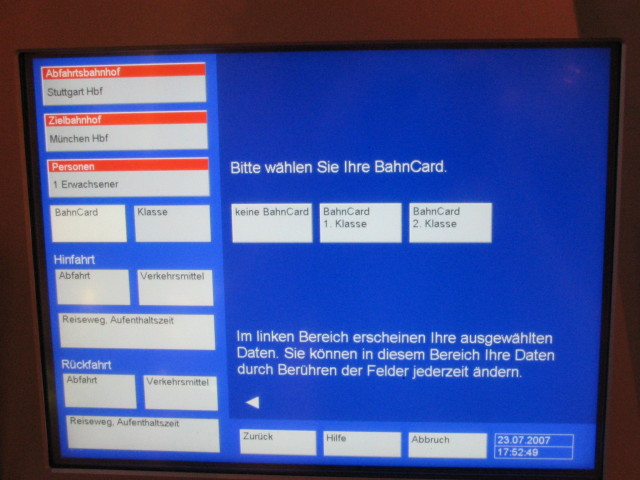 Abfahrtsbahnhof
Stuttgart Hbf
Zielbahnhof
München Hbf
Personen
1 Erwachsener
BahnCard
Klasse
Hinfahrt
Abfahrt
Verkehrsmittel
Reiseweg, Aufenthaltszeit
Rückfahrt
Abfahrt
Verkehrsmittel
Reiseweg, Aufenthaltszeit
Bitte wählen Sie Ihre BahnCard.
keine BahnCard
BahnCard
1. Klasse
BahnCard
2. Klasse
Im linken Bereich erscheinen Ihre ausgewählten
Daten. Sie können in diesem Bereich Ihre Daten
durch Berühren der Felder jederzeit ändern.
Zurück
Hilfe
Abbruch
23.07.2007
17:52:49